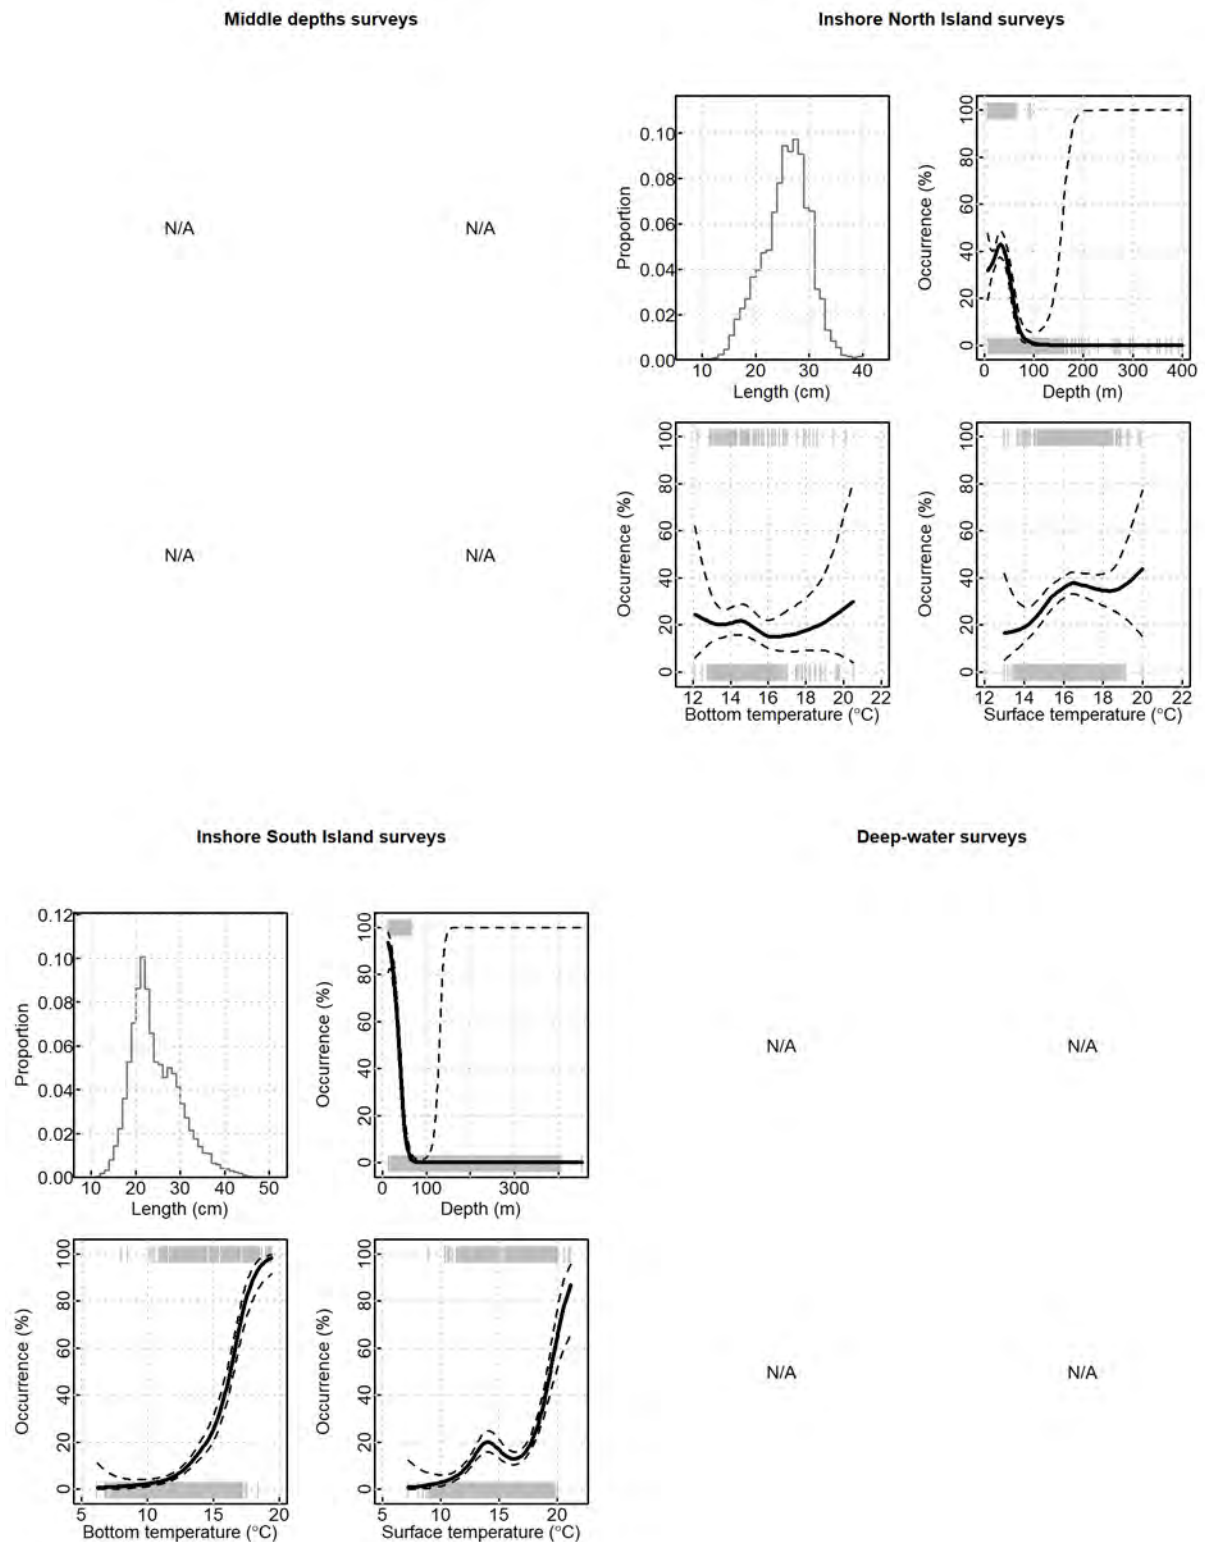 Middle depths surveys
Inshore North Island surveys
N/A
N/A
Proportion
0.10
0.08
0.06
0.04
0.02
0.00
10 20 30 40
Length (cm)
Occurrence (%)
100
80
60
40
20
0
0 100 200 300 400
Depth (m)
N/A
N/A
Occurrence (%)
100
80
60
40
20
0
12 14 16 18 20 22
Bottom temperature (°C)
Occurrence (%)
100
80
60
40
20
0
12 14 16 18 20 22
Surface temperature (°C)
Inshore South Island surveys
Deep-water surveys
Proportion
0.12
0.10
0.08
0.06
0.04
0.02
0.00
10 20 30 40 50
Length (cm)
Occurrence (%)
100
80
60
40
20
0
0 100 300
Depth (m)
N/A
N/A
Occurrence (%)
100
80
60
40
20
0
5 10 15 20
Bottom temperature (°C)
Occurrence (%)
100
80
60
40
20
0
5 10 15 20
Surface temperature (°C)
N/A
N/A